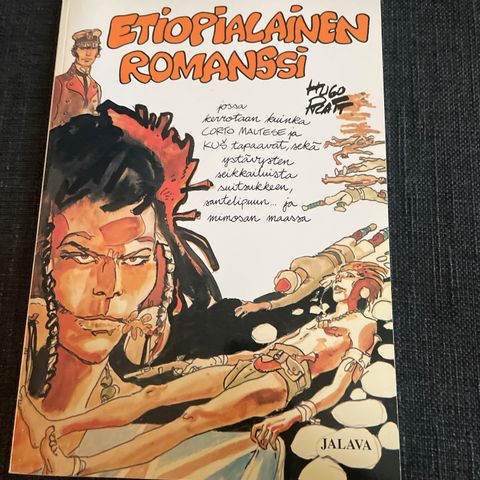 ETIOPIALAINEN
ROMANSSI
HUGO
PRATT
jossa
kerrotaan kuinka
CORTO MALTESE ja
KUŠ tapaavat, sekä
ystävysten
seikkailuista
suitsukkeen,
santelipuun... ja
mimosan maassa
JALAVA